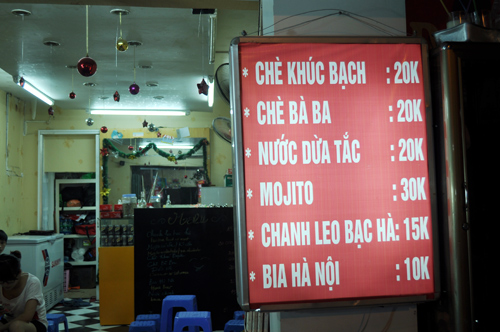 * CHÈ KHÚC BẠCH : 20K
* CHÈ BÀ BA : 20K
* NƯỚC DỪA TẮC : 20K
* MOJITO : 30K
* CHANH LEO BẠC HÀ: 15K
* BIA HÀ NỘI : 10K